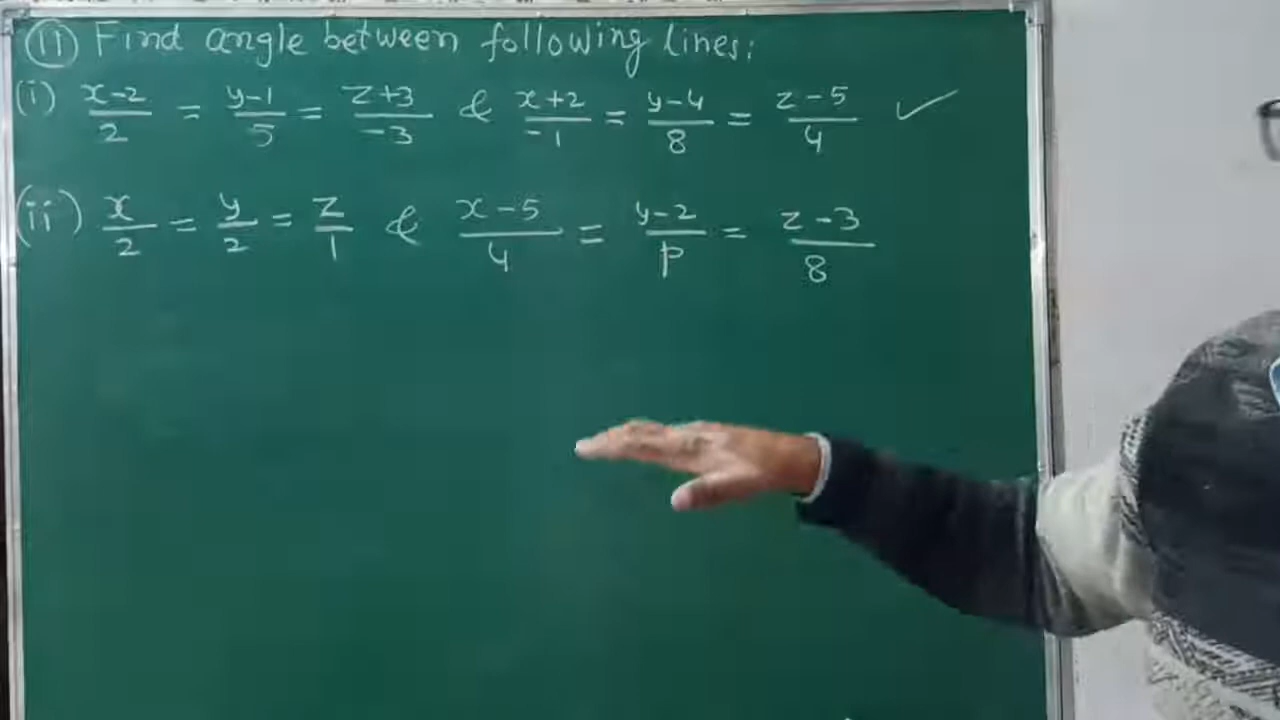 (11) Find angle between following lines:
(i) x-2/2 = y-1/5 = z+3/-3 & x+2/-1 = y-4/8 = z-5/4 ✓
(ii) x/2 = y/2 = z/1 & x-5/4 = y-2/p = z-3/8